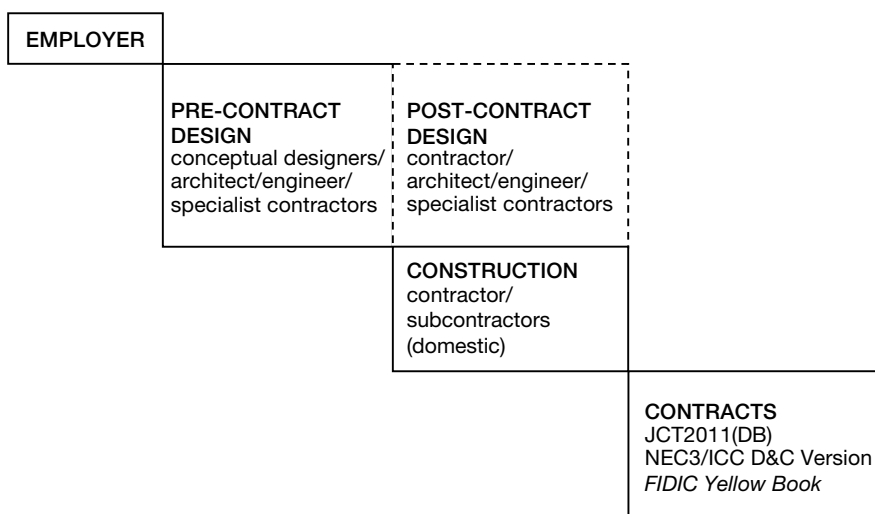 EMPLOYER
PRE-CONTRACT
DESIGN
conceptual designers/
architect/engineer/
specialist contractors
POST-CONTRACT
DESIGN
contractor/
architect/engineer/
specialist contractors
CONSTRUCTION
contractor/
subcontractors
(domestic)
CONTRACTS
JCT2011(DB)
NEC3/ICC D&C Version
FIDIC Yellow Book